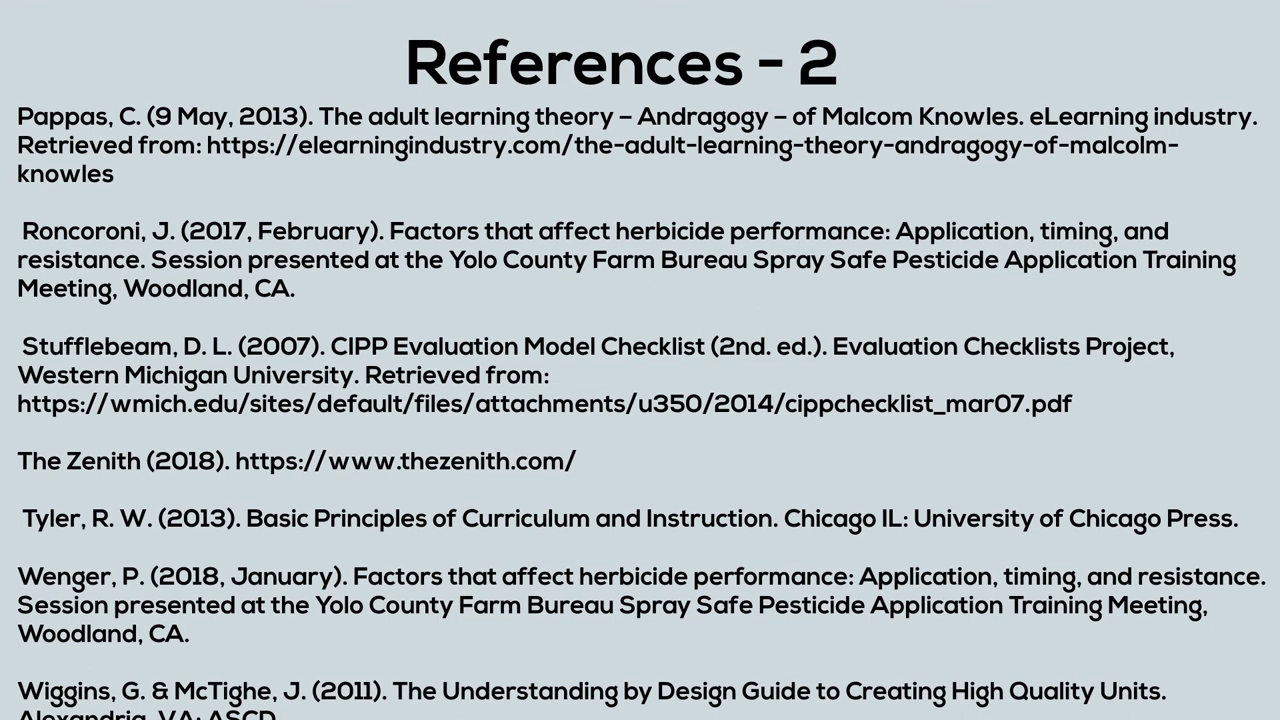 References - 2
Pappas, C. (9 May, 2013). The adult learning theory – Andragogy – of Malcom Knowles. eLearning industry.
Retrieved from: https://elearningindustry.com/the-adult-learning-theory-andragogy-of-malcolm-
knowles
Roncoroni, J. (2017, February). Factors that affect herbicide performance: Application, timing, and
resistance. Session presented at the Yolo County Farm Bureau Spray Safe Pesticide Application Training
Meeting, Woodland, CA.
Stufflebeam, D. L. (2007). CIPP Evaluation Model Checklist (2nd. ed.). Evaluation Checklists Project,
Western Michigan University. Retrieved from:
https://wmich.edu/sites/default/files/attachments/u350/2014/cippchecklist_mar07.pdf
The Zenith (2018). https://www.thezenith.com/
Tyler, R. W. (2013). Basic Principles of Curriculum and Instruction. Chicago IL: University of Chicago Press.
Wenger, P. (2018, January). Factors that affect herbicide performance: Application, timing, and resistance.
Session presented at the Yolo County Farm Bureau Spray Safe Pesticide Application Training Meeting,
Woodland, CA.
Wiggins, G. & McTighe, J. (2011). The Understanding by Design Guide to Creating High Quality Units.
Alexandria, VA: ASCD